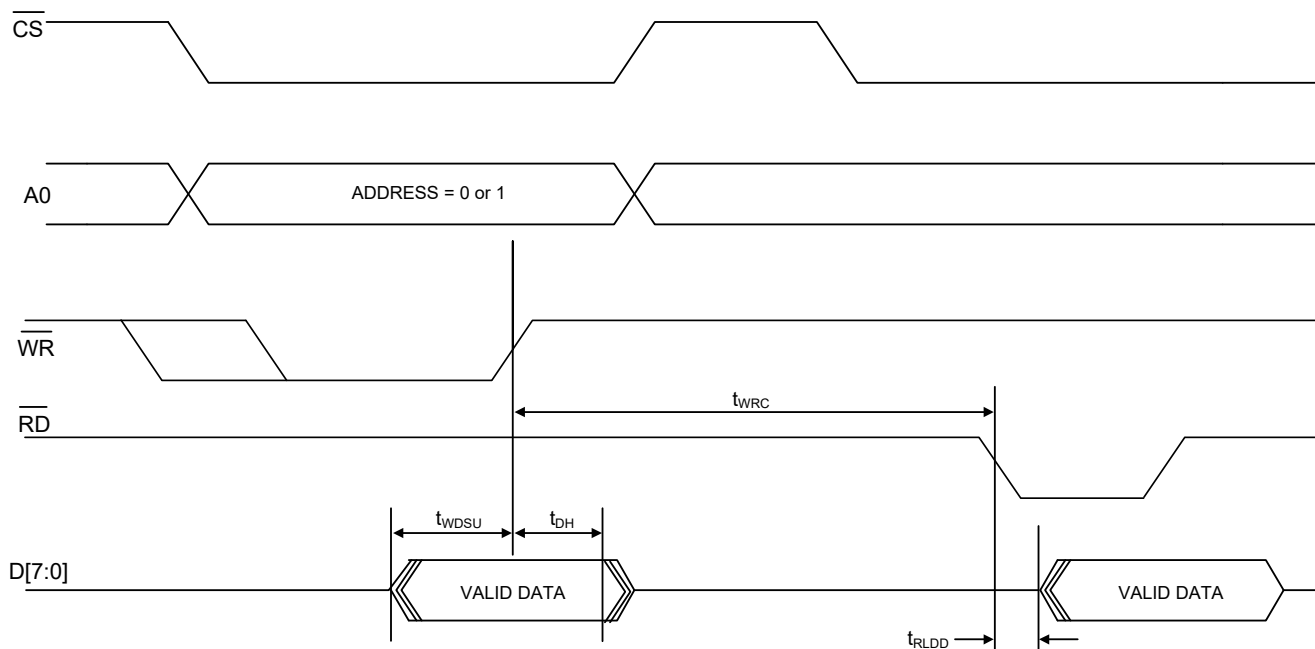 CS
A0
ADDRESS = 0 or 1
WR
tWRC
RD
tWDSU
tDH
D[7:0]
VALID DATA
VALID DATA
tRLDD